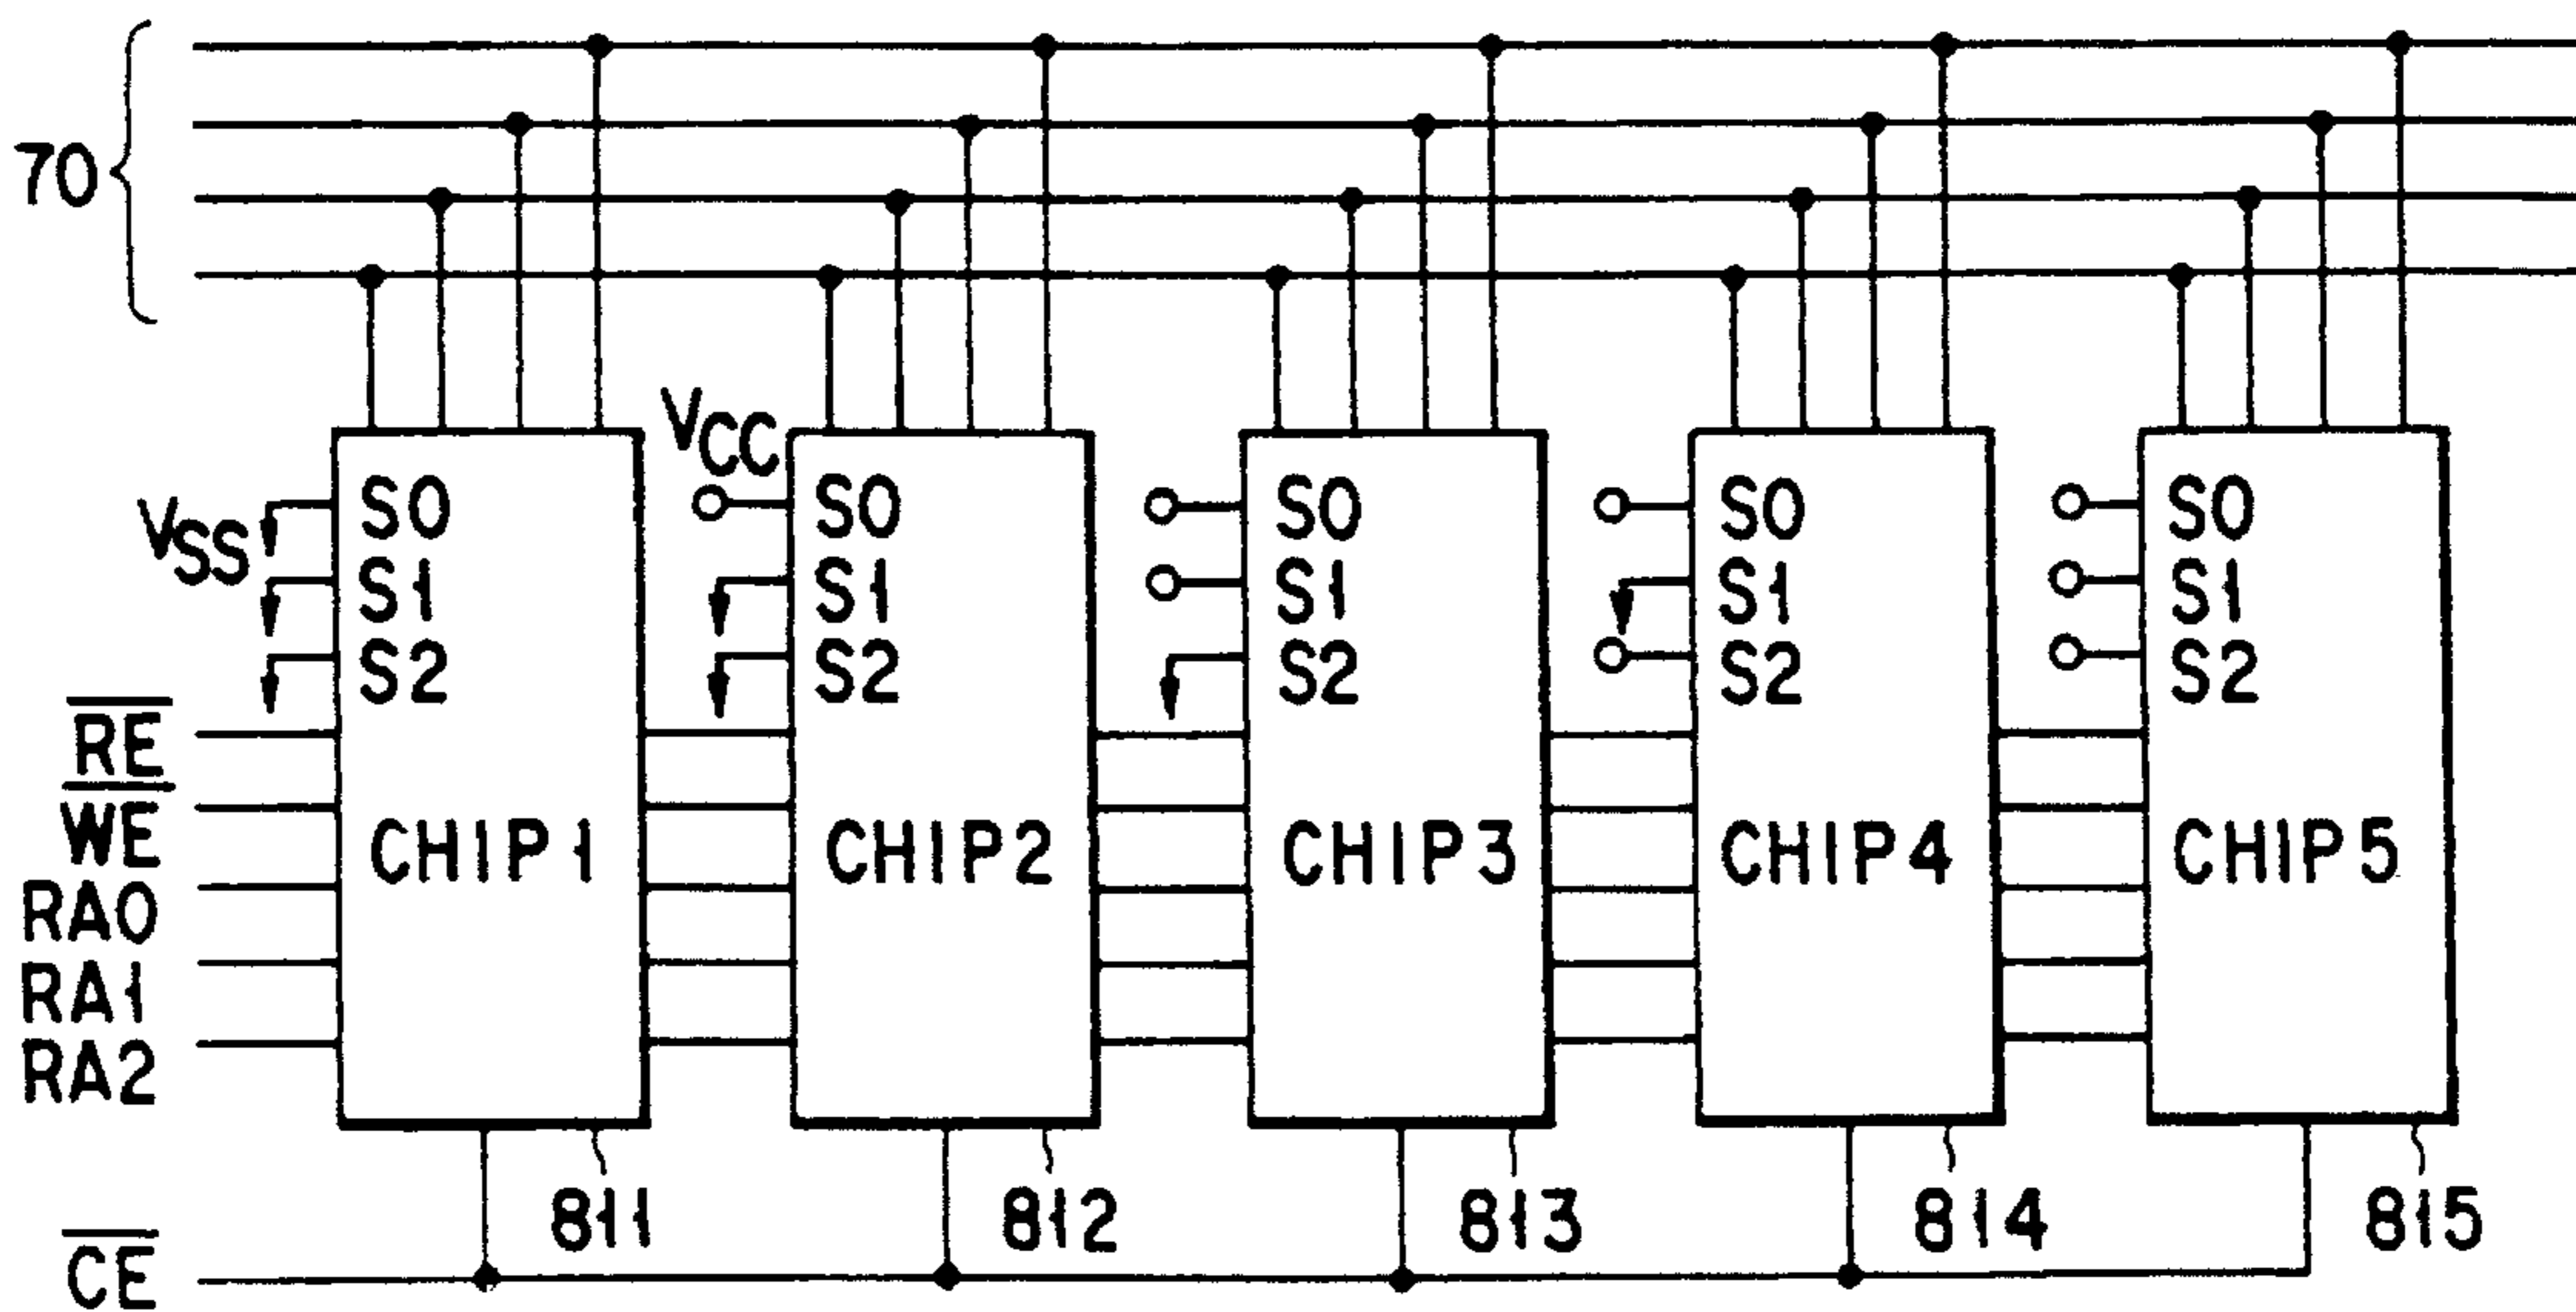 70
VCC
VSS
S0 S0 S0 S0 S0
S1 S1 S1 S1 S1
S2 S2 S2 S2 S2
RE
WE
CHIP1 CHIP2 CHIP3 CHIP4 CHIP5
RA0
RA1
RA2
811 812 813 814 815
CE